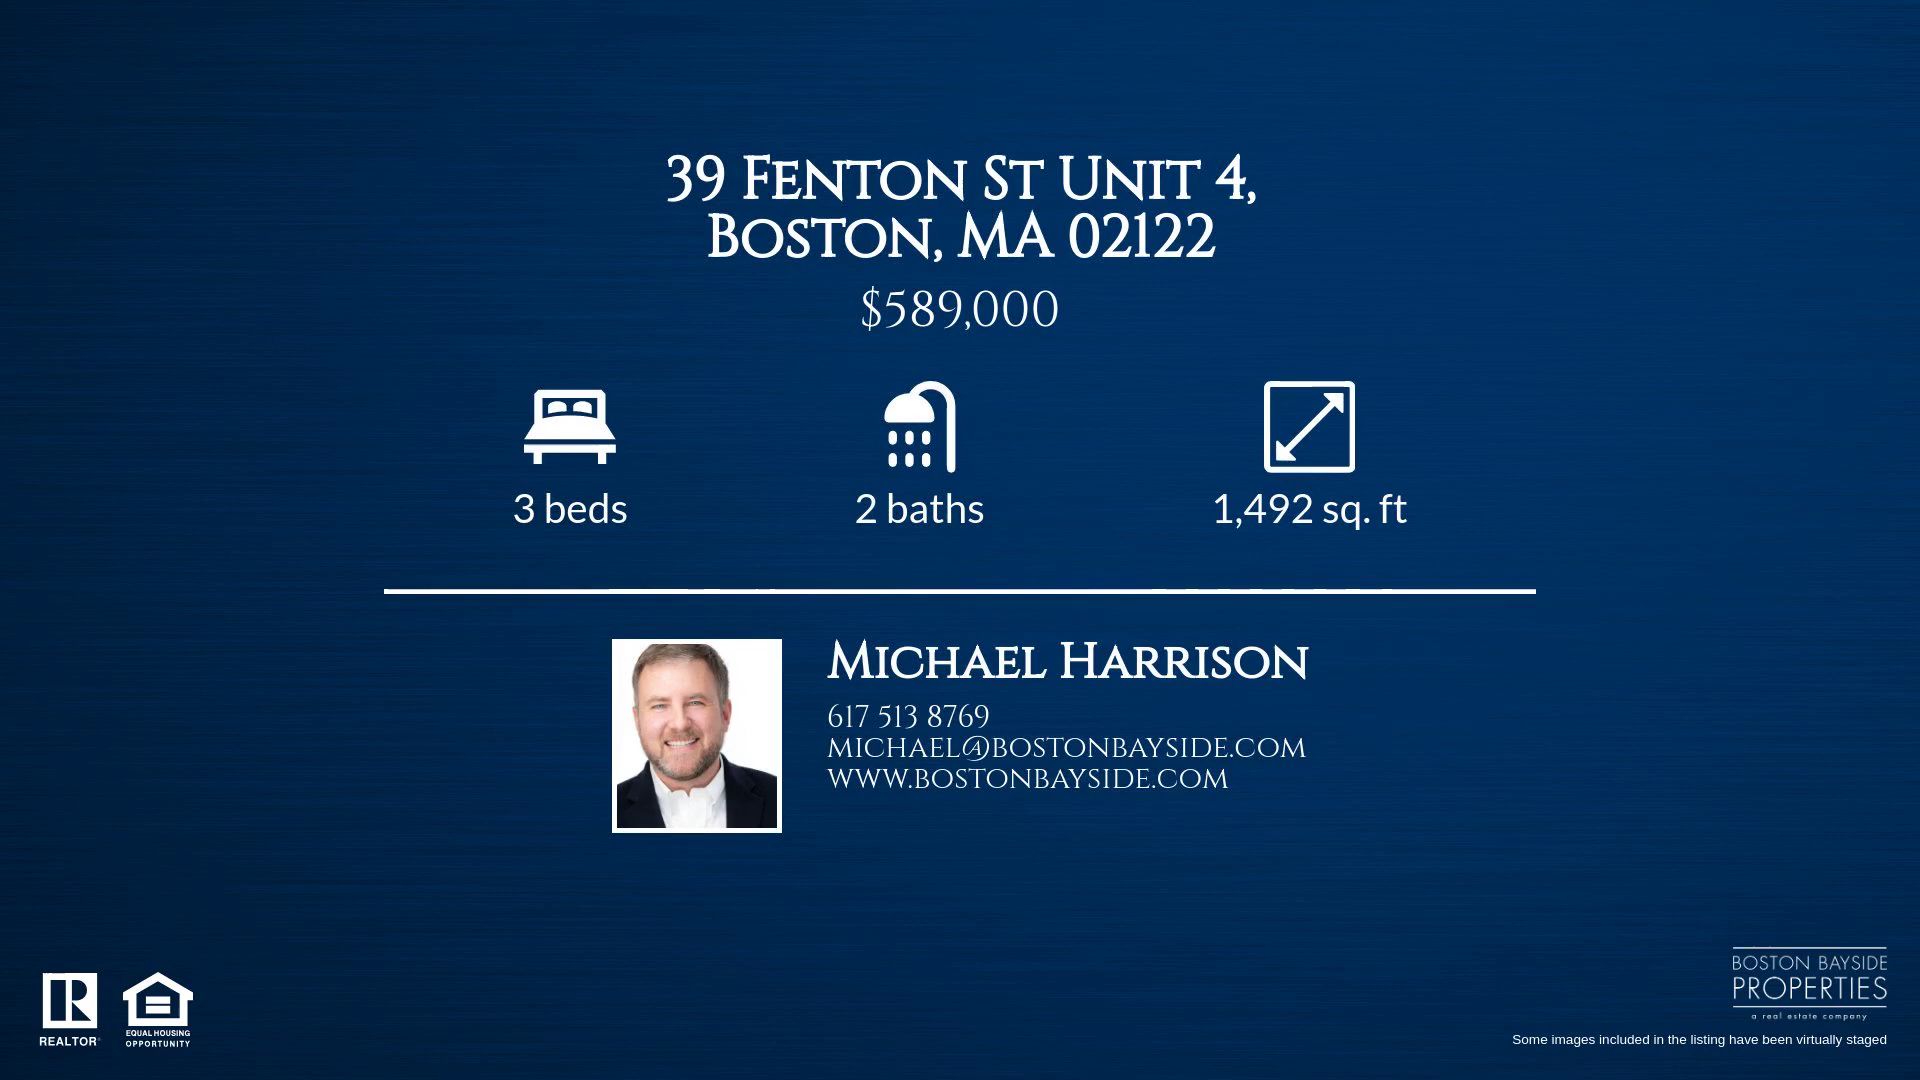 39 Fenton St Unit 4,
Boston, MA 02122
$589,000
3 beds
2 baths
1,492 sq. ft
Michael Harrison
617 513 8769
michael@bostonbayside.com
www.bostonbayside.com
REALTOR®
EQUAL HOUSING
OPPORTUNITY
BOSTON BAYSIDE
PROPERTIES
a real estate company
Some images included in the listing have been virtually staged